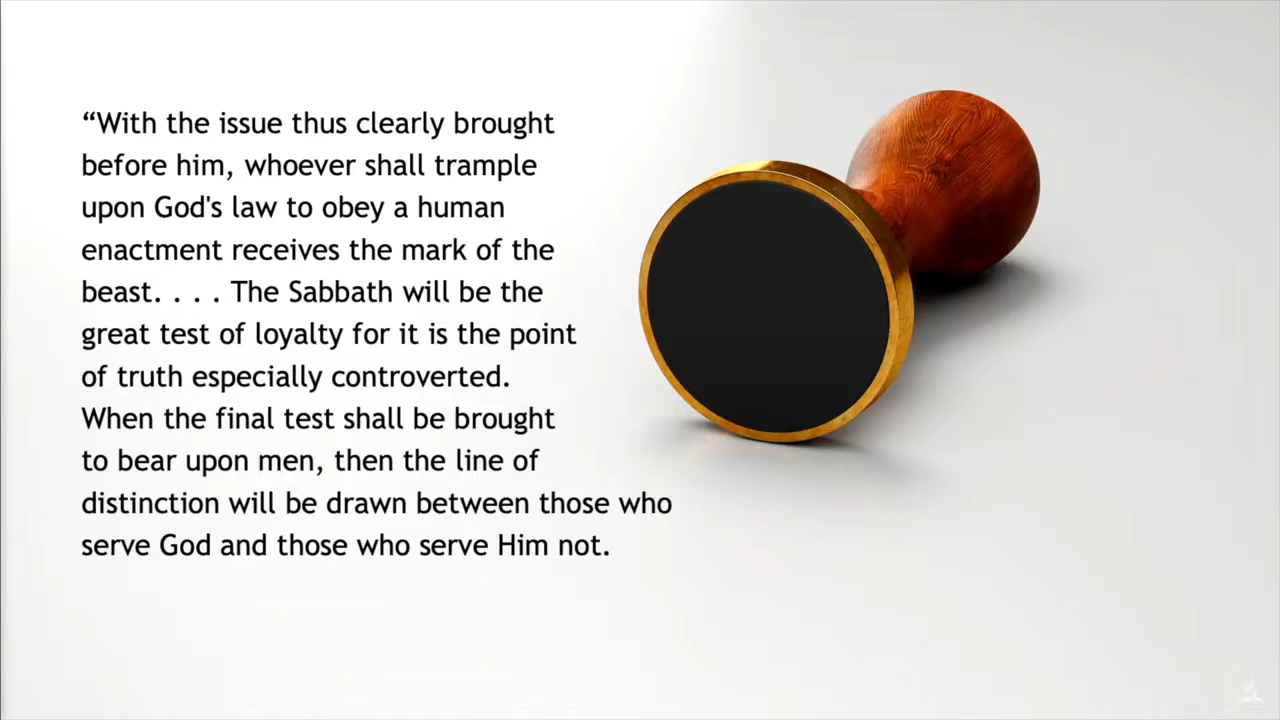 “With the issue thus clearly brought
before him, whoever shall trample
upon God's law to obey a human
enactment receives the mark of the
beast. . . . The Sabbath will be the
great test of loyalty for it is the point
of truth especially controverted.
When the final test shall be brought
to bear upon men, then the line of
distinction will be drawn between those who
serve God and those who serve Him not.